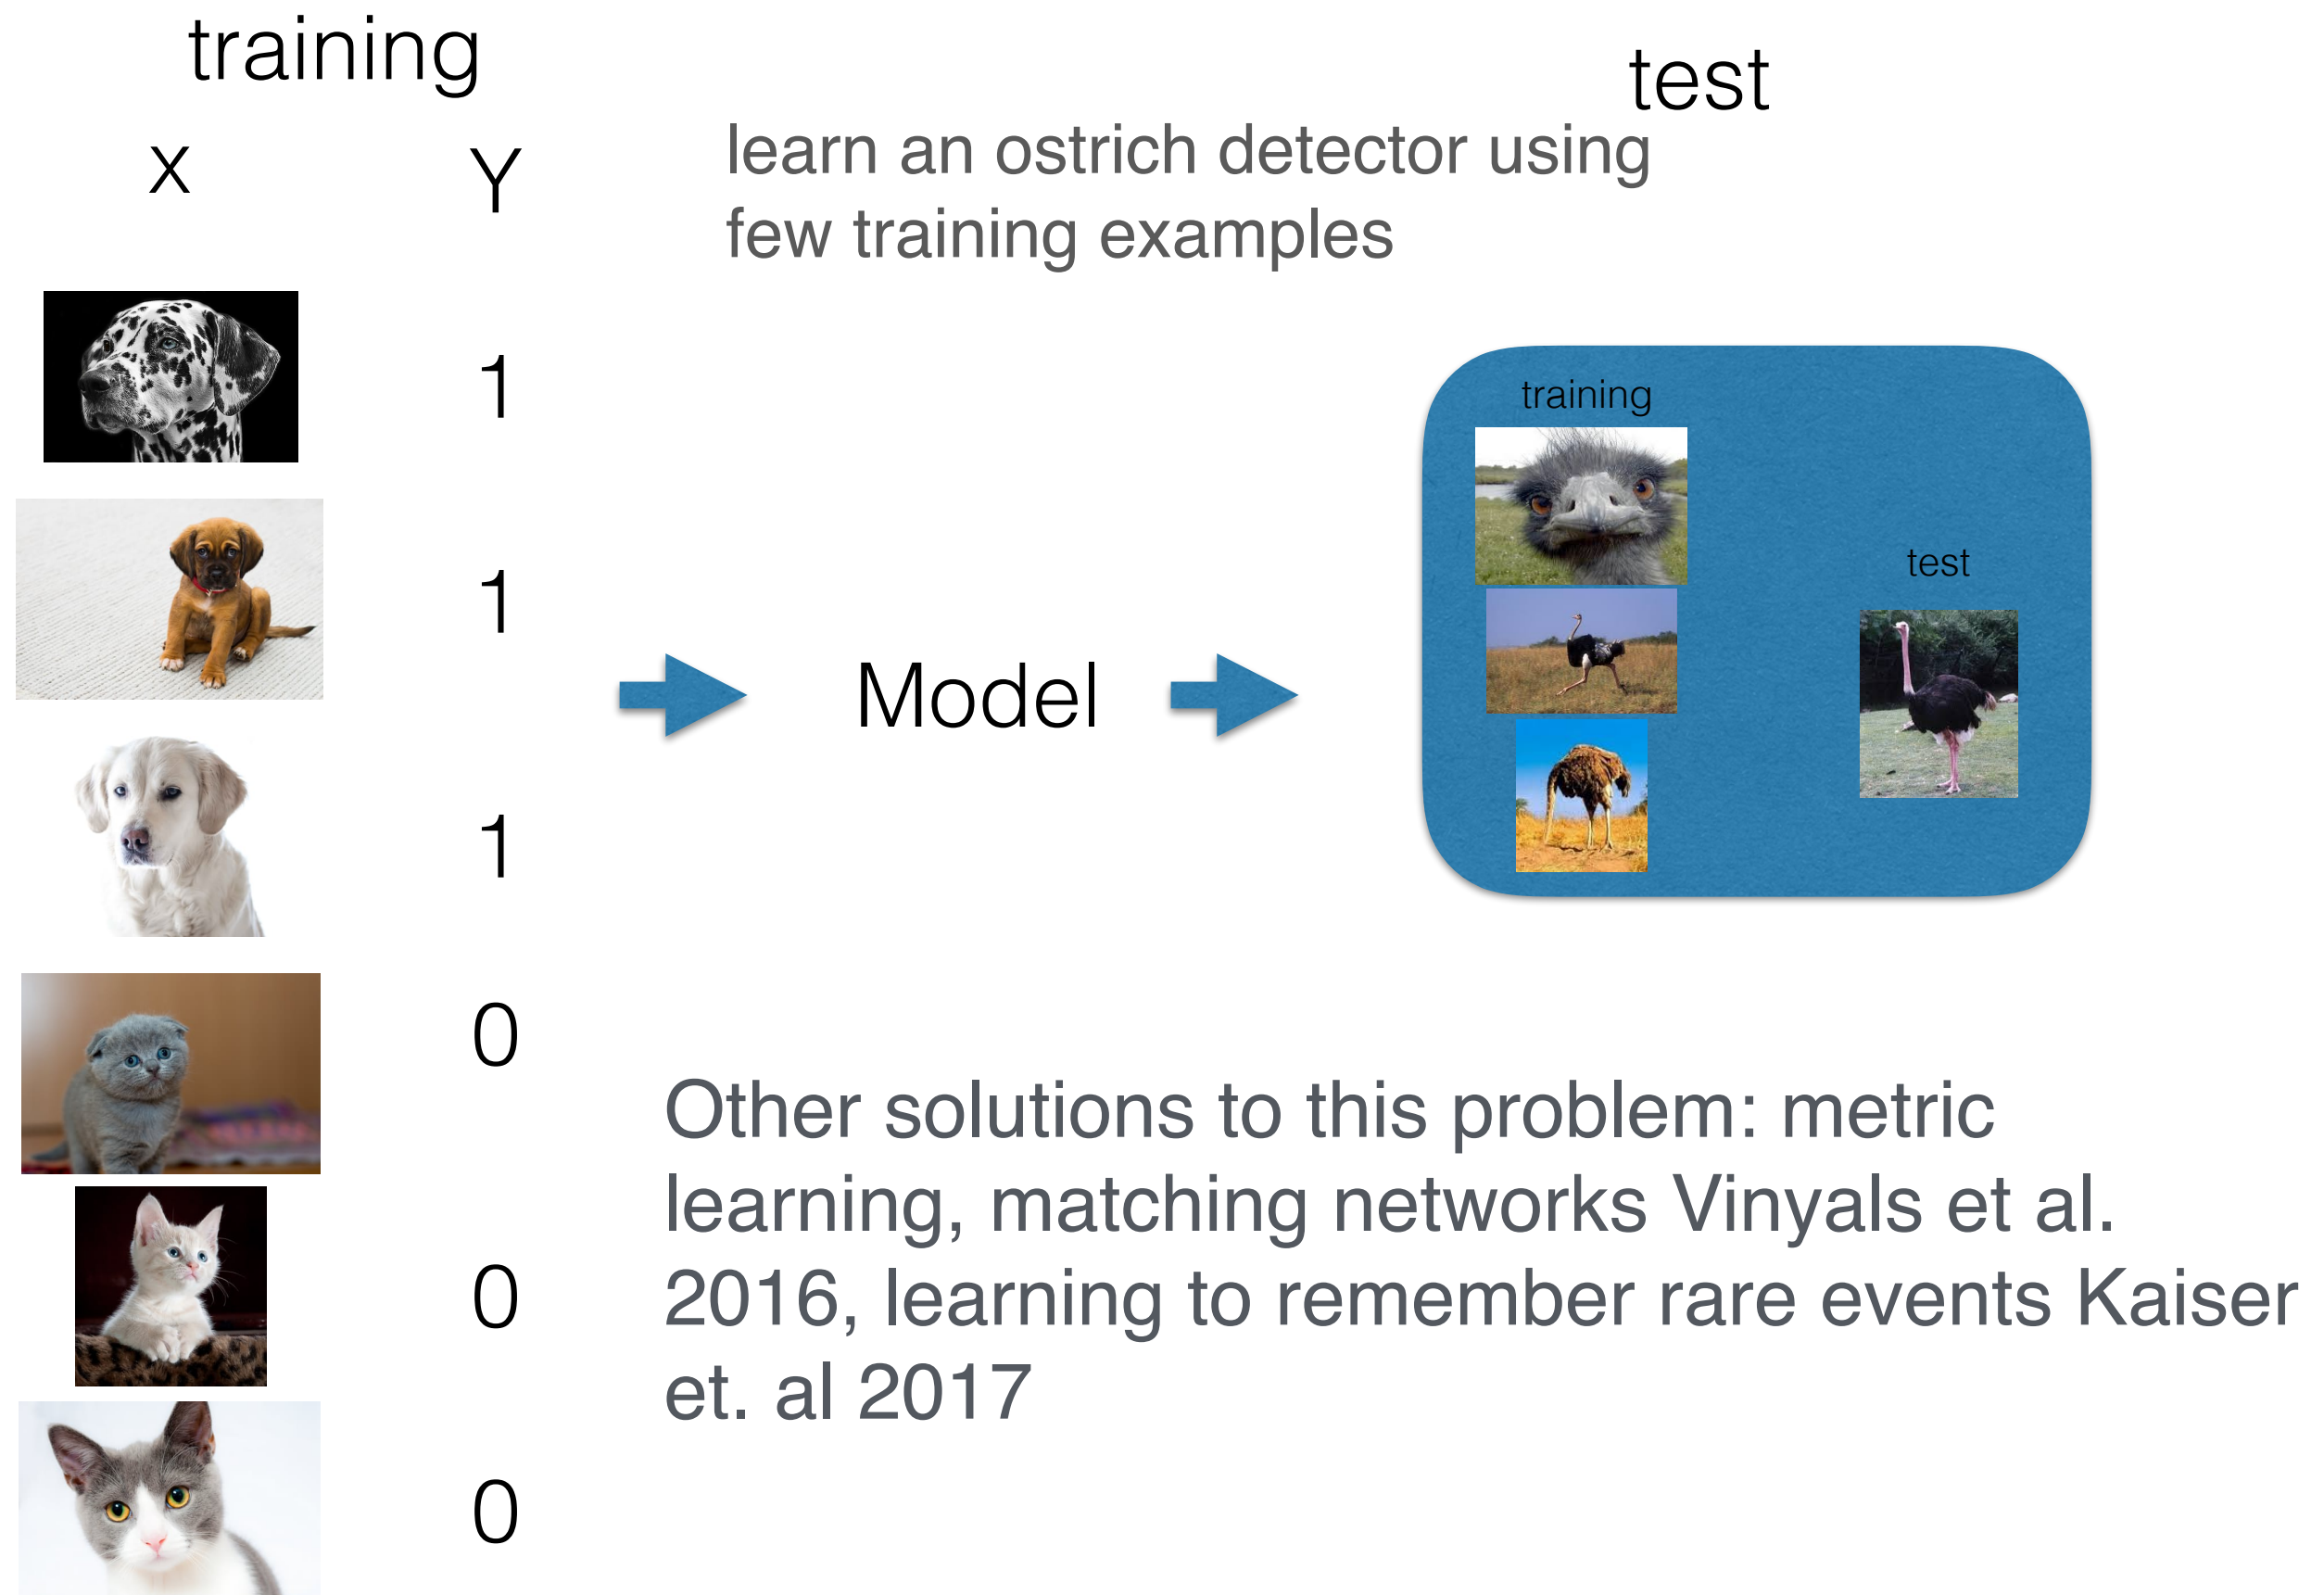 training
test
X
Y
learn an ostrich detector using
few training examples
1
1
1
0
0
0
Model
training
test
Other solutions to this problem: metric
learning, matching networks Vinyals et al.
2016, learning to remember rare events Kaiser
et. al 2017